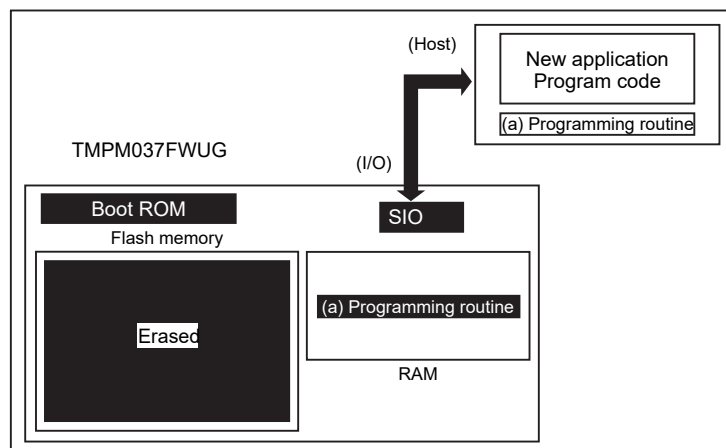 (Host)
New application
Program code
(a) Programming routine
TMPM037FWUG
(I/O)
Boot ROM
SIO
Flash memory
Erased
(a) Programming routine
RAM